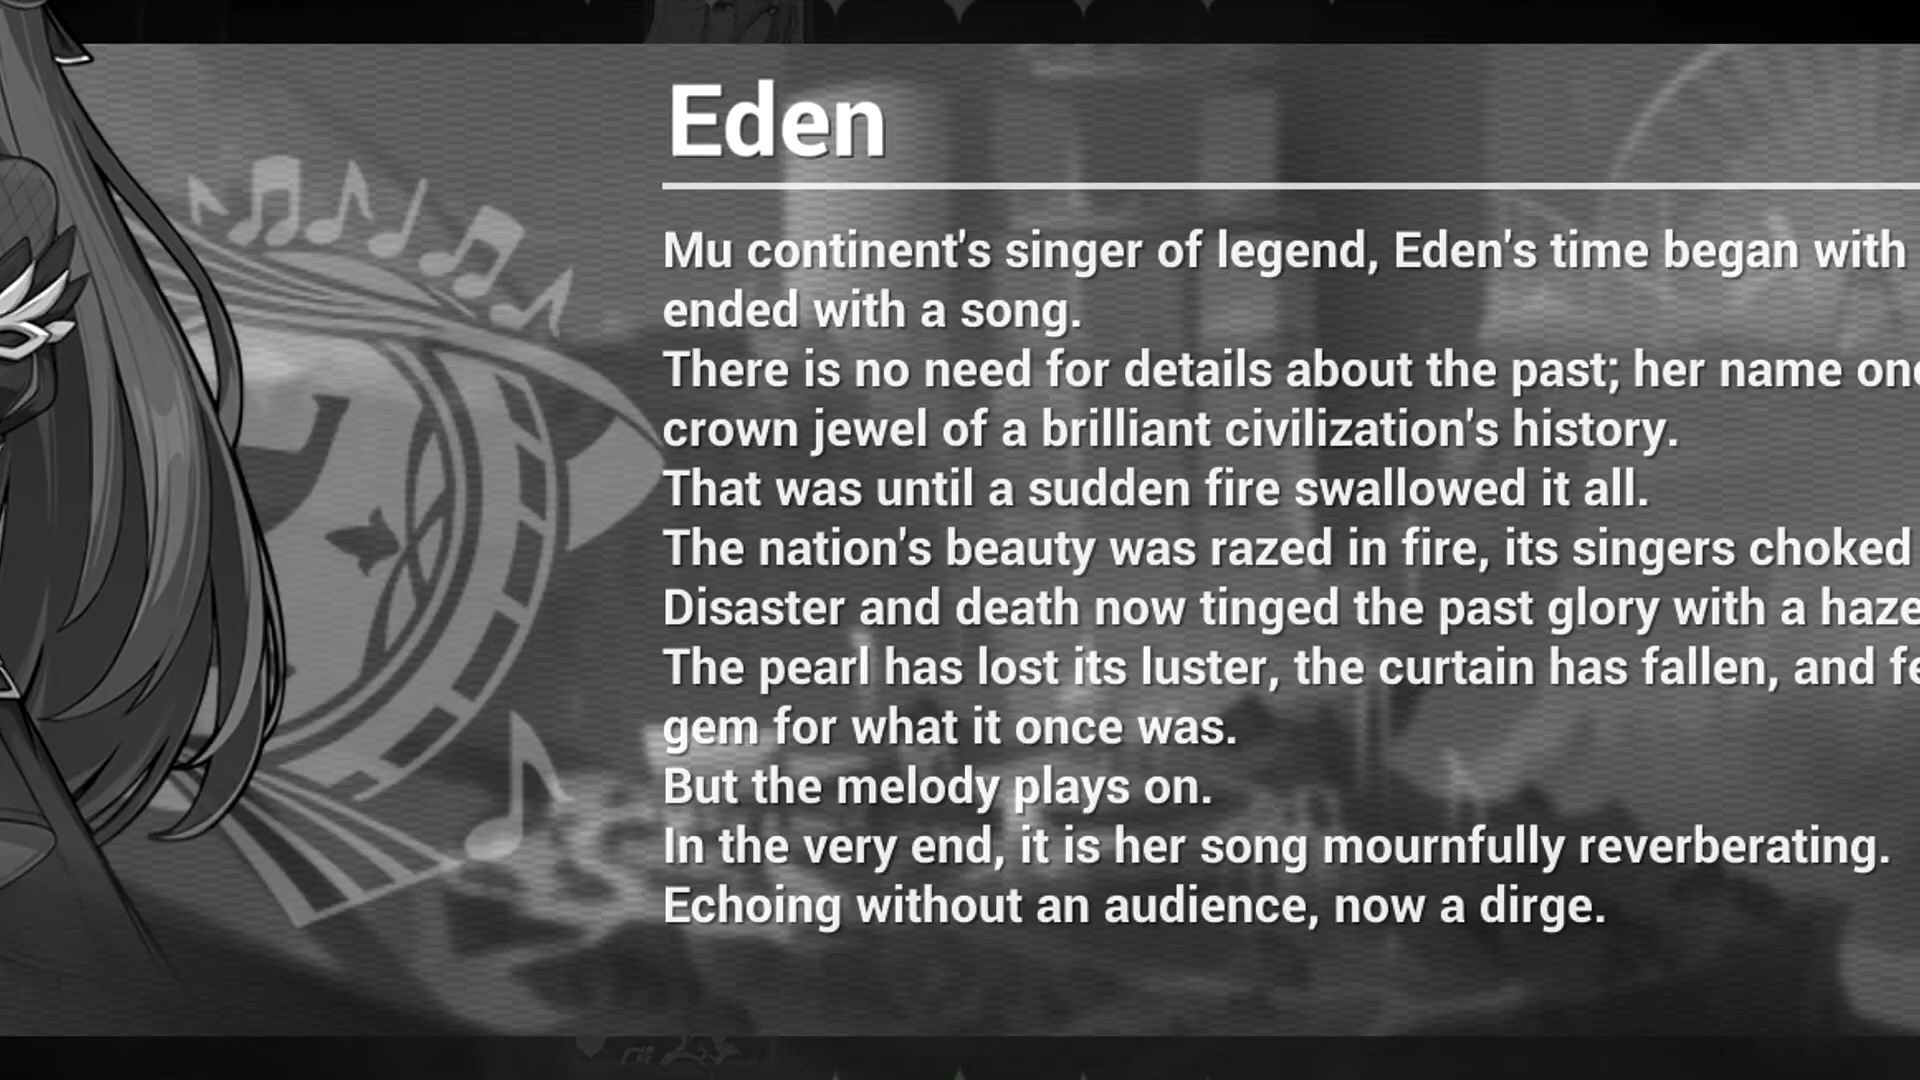 Eden
Mu continent's singer of legend, Eden's time began with
ended with a song.
There is no need for details about the past; her name
crown jewel of a brilliant civilization's history.
That was until a sudden fire swallowed it all.
The nation's beauty was razed in fire, its singers choked
Disaster and death now tinged the past glory with a haze
The pearl has lost its luster, the curtain has fallen, and
gem for what it once was.
But the melody plays on.
In the very end, it is her song mournfully reverberating.
Echoing without an audience, now a dirge.